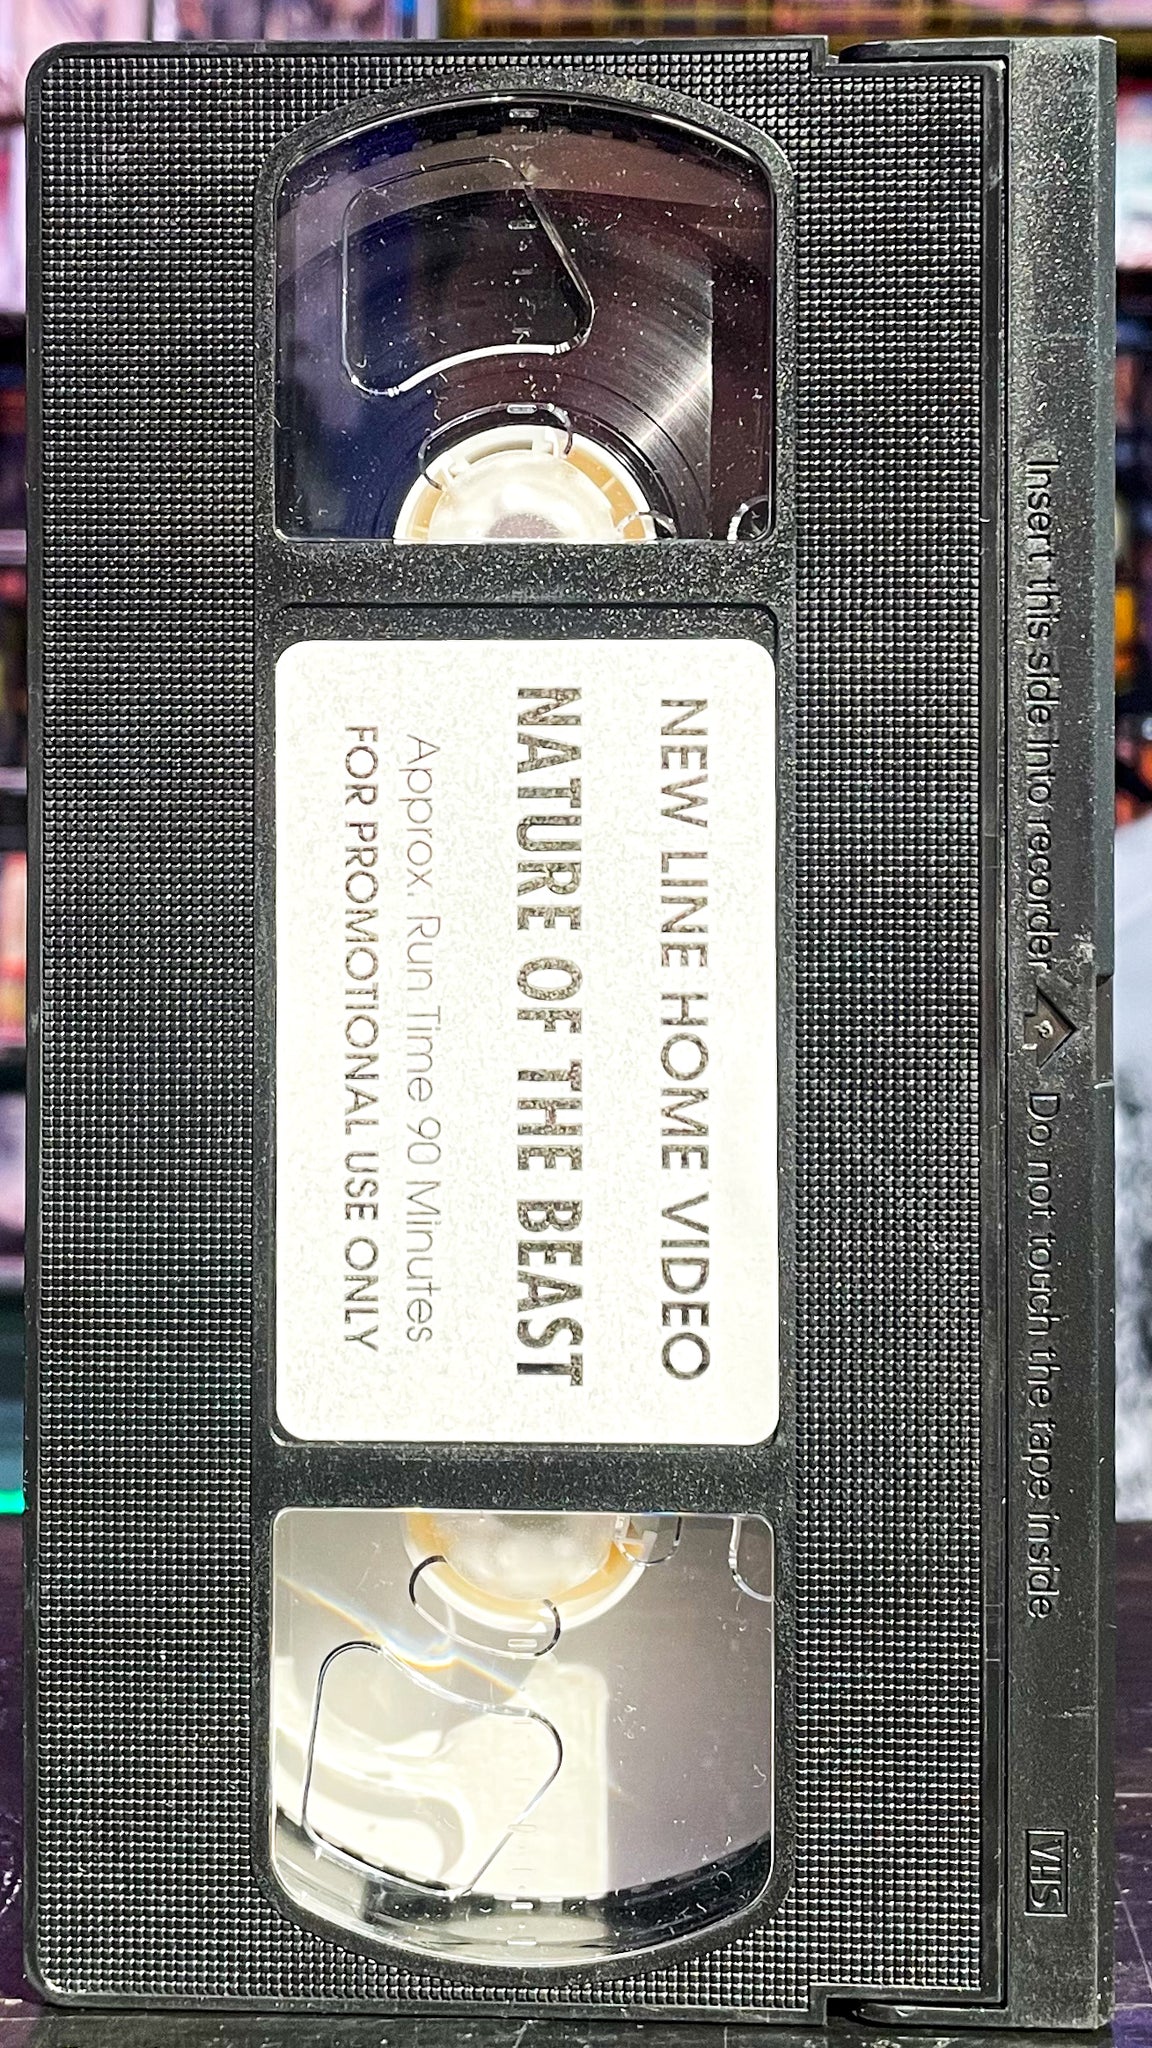 NEW LINE HOME VIDEO
NATURE OF THE BEAST
Approx. Run Time 90 Minutes
FOR PROMOTIONAL USE ONLY
Insert this side into recorder Do not touch the tape inside
VHS